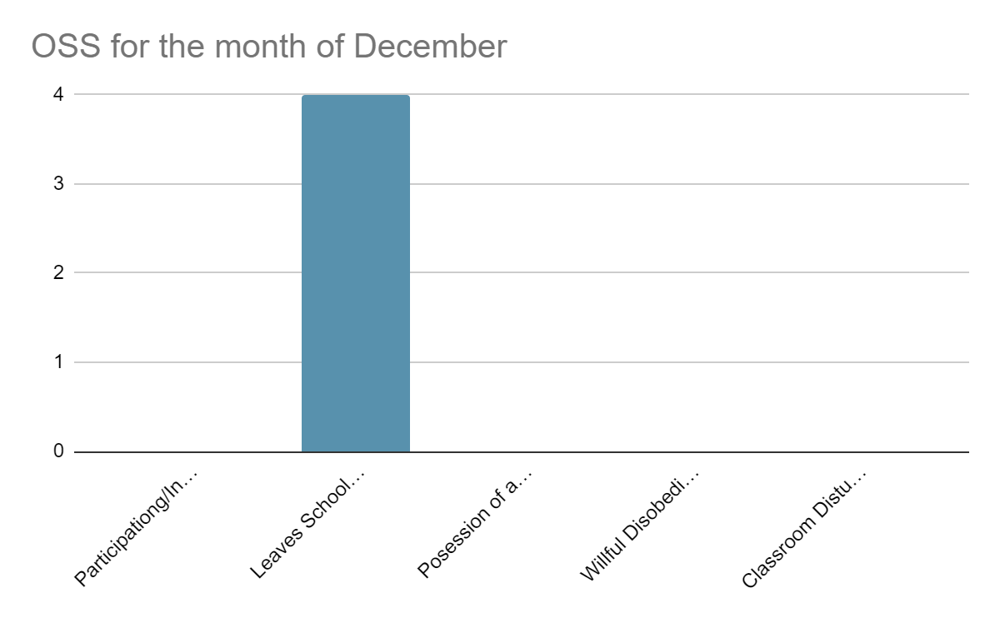 OSS for the month of December
4
3
2
1
0
Participationg/In…
Leaves School…
Posession of a…
Willful Disobedi…
Classroom Distu…